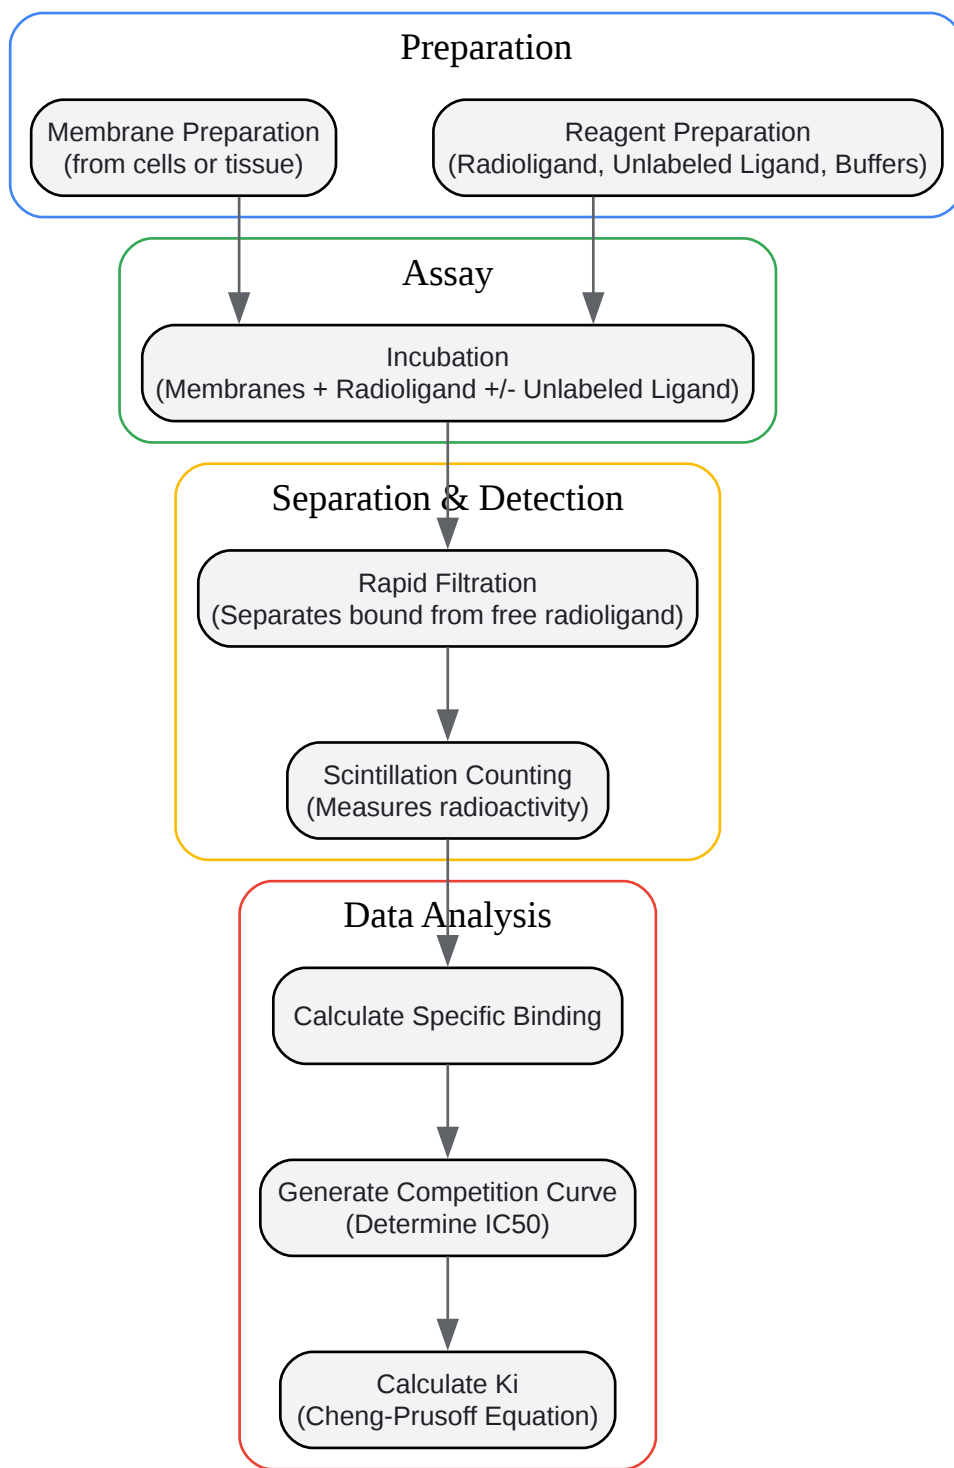 Preparation
Membrane Preparation
(from cells or tissue)
Reagent Preparation
(Radioligand, Unlabeled Ligand, Buffers)
Assay
Incubation
(Membranes + Radioligand +/- Unlabeled Ligand)
Separation & Detection
Rapid Filtration
(Separates bound from free radioligand)
Scintillation Counting
(Measures radioactivity)
Data Analysis
Calculate Specific Binding
Generate Competition Curve
(Determine IC50)
Calculate Ki
(Cheng-Prusoff Equation)